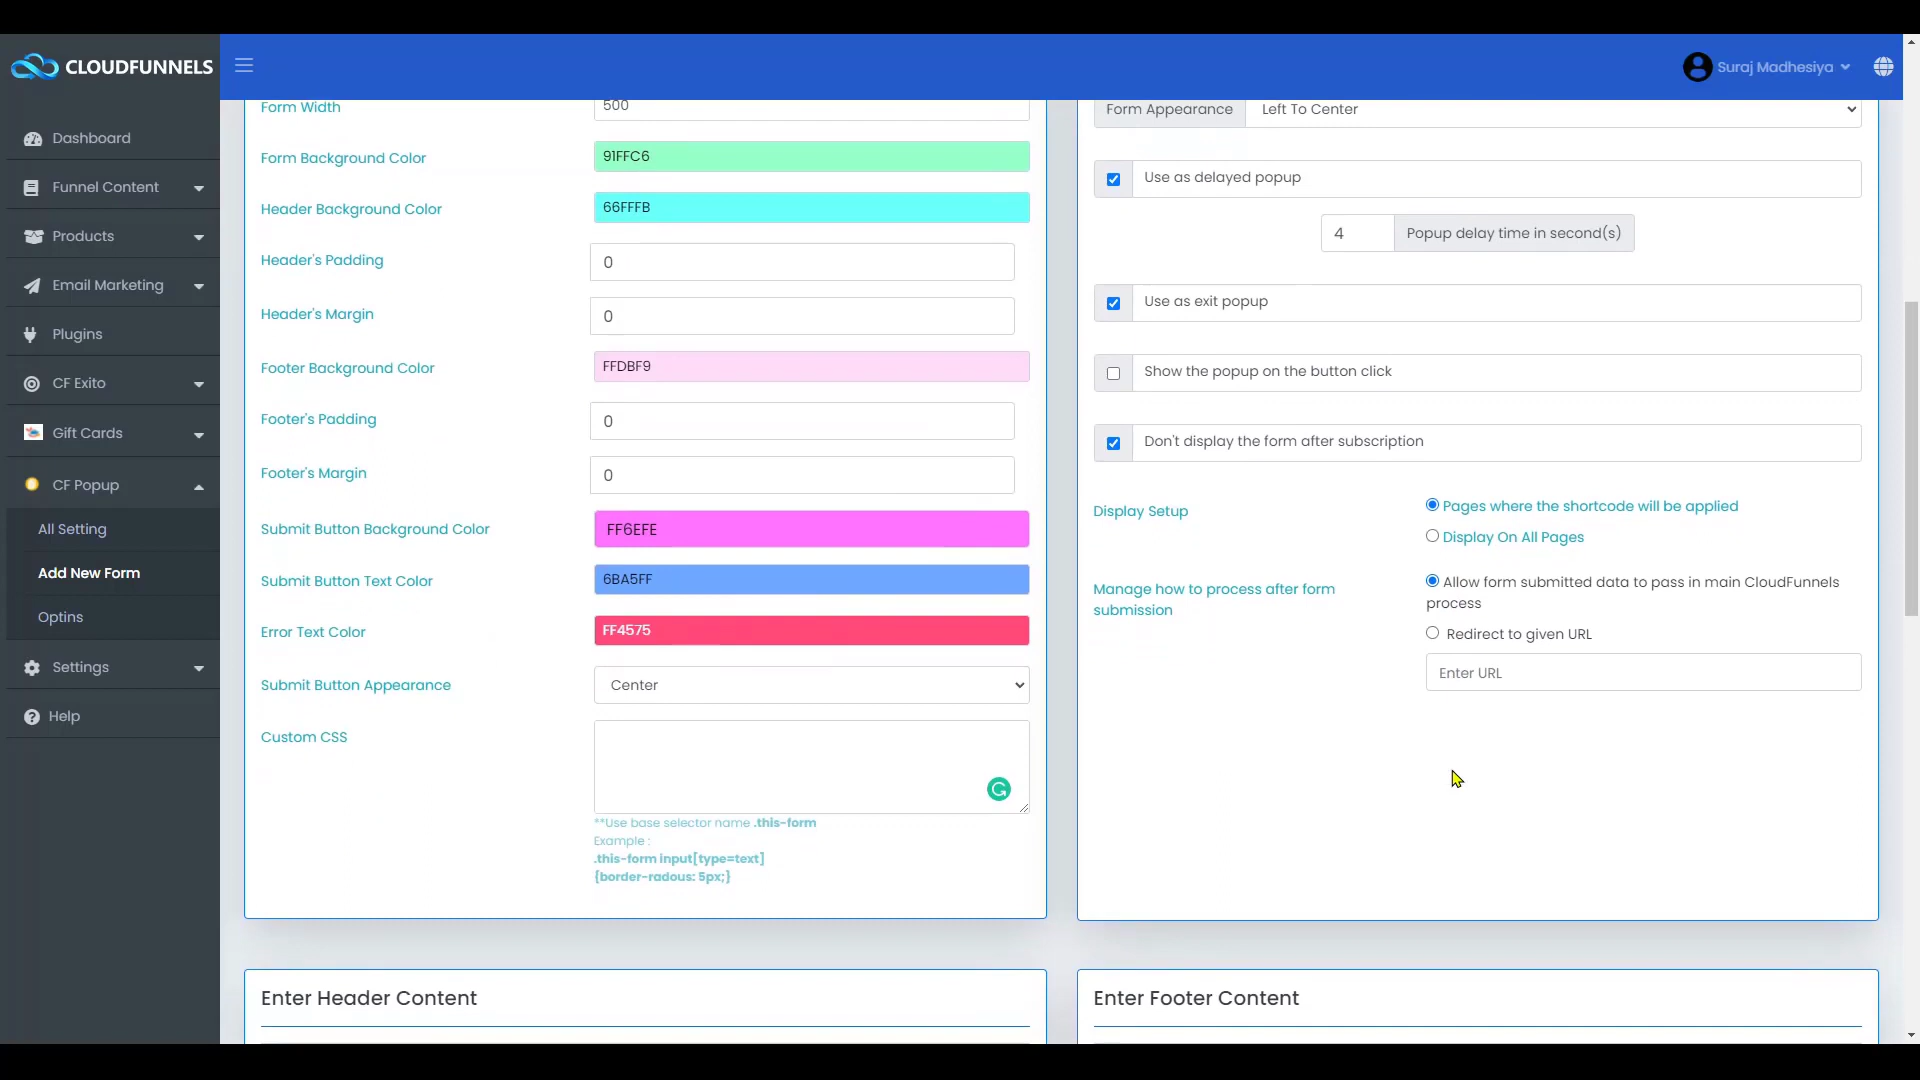 CLOUDFUNNELS
Suraj Madhesiya
Dashboard
Funnel Content
Products
Email Marketing
Plugins
CF Exito
Gift Cards
CF Popup
All Setting
Add New Form
Optins
Settings
Help
Form Width
500
Form Background Color
91FFC6
Header Background Color
66FFFB
Header's Padding
0
Header's Margin
0
Footer Background Color
FFDBF9
Footer's Padding
0
Footer's Margin
0
Submit Button Background Color
FF6EFE
Submit Button Text Color
6BA5FF
Error Text Color
FF4575
Submit Button Appearance
Center
Custom CSS
**Use base selector name .this-form
Example :
.this-form input[type=text]
{border-radous: 5px;}
Form Appearance
Left To Center
Use as delayed popup
4
Popup delay time in second(s)
Use as exit popup
Show the popup on the button click
Don't display the form after subscription
Display Setup
Pages where the shortcode will be applied
Display On All Pages
Manage how to process after form
submission
Allow form submitted data to pass in main CloudFunnels
process
Redirect to given URL
Enter URL
Enter Header Content
Enter Footer Content